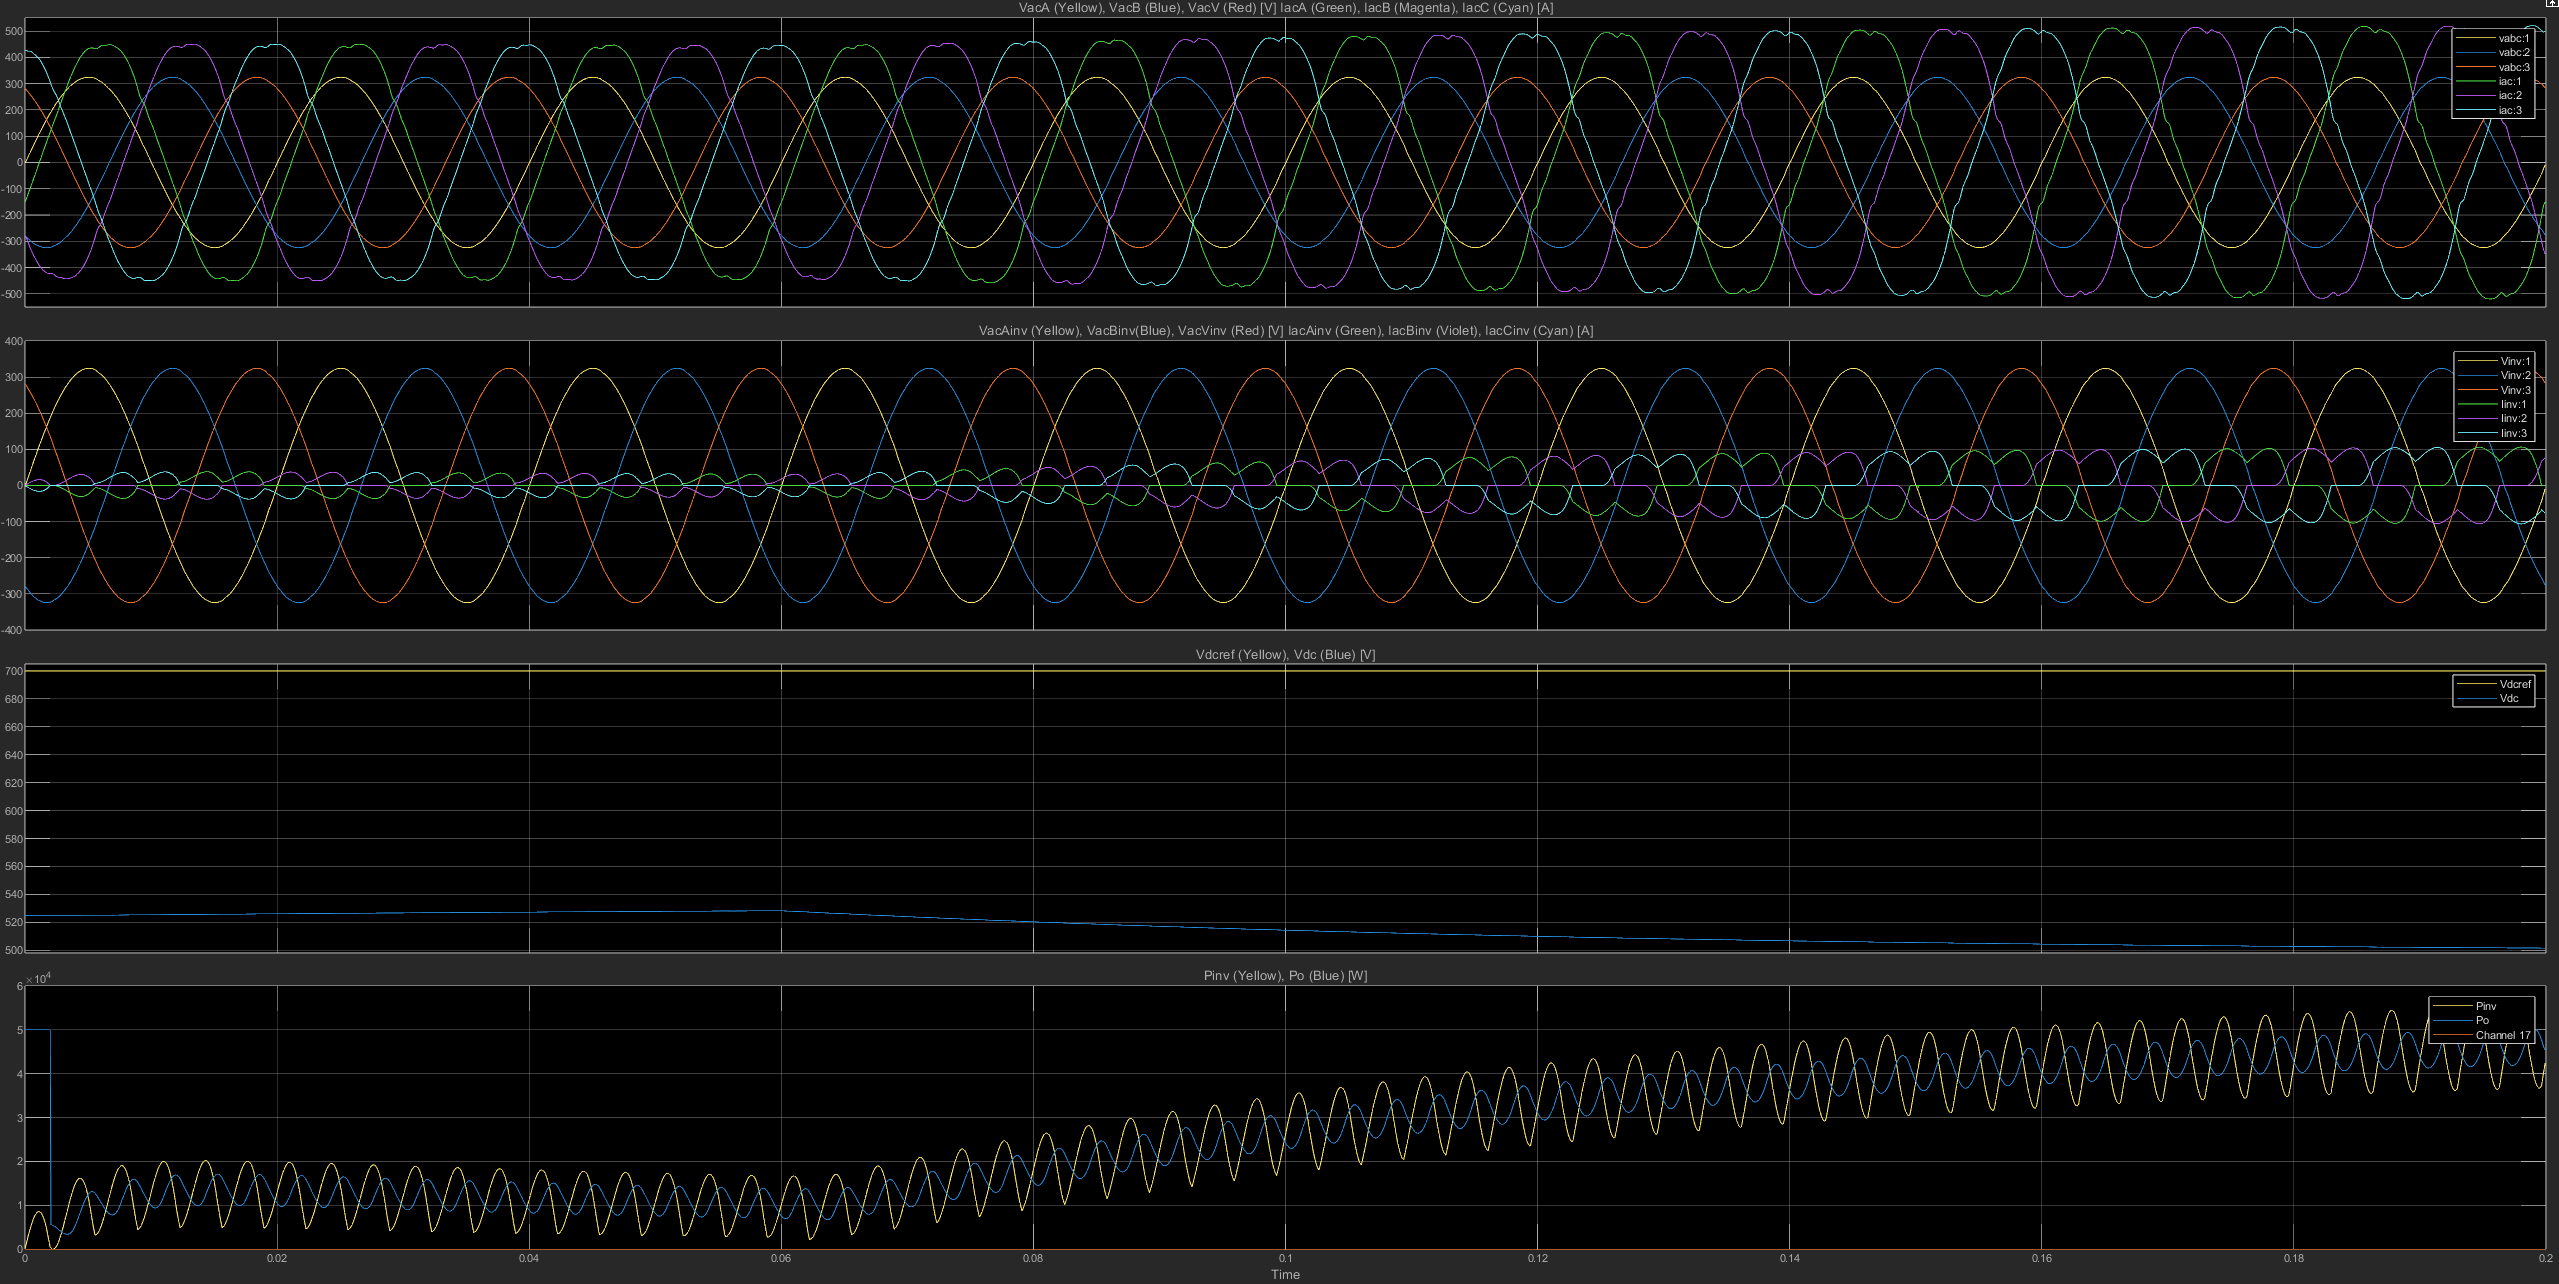 VacA (Yellow), VacB (Blue), VacV (Red) [V] IacA (Green), IacB (Magenta), IacC (Cyan) [A]
500
400
300
200
100
0
-100
-200
-300
-400
-500
vabc:1
vabc:2
vabc:3
iac:1
iac:2
iac:3
VacAinv (Yellow), VacBinv(Blue), VacVinv (Red) [V] IacAinv (Green), IacBinv (Violet), IacCinv (Cyan) [A]
400
300
200
100
0
-100
-200
-300
-400
Vinv:1
Vinv:2
Vinv:3
Iinv:1
Iinv:2
Iinv:3
Vdcref (Yellow), Vdc (Blue) [V]
700
680
660
640
620
600
580
560
540
520
500
Vdcref
Vdc
Pinv (Yellow), Po (Blue) [W]
×10^4
6
5
4
3
2
1
0
Pinv
Po
Channel 17
0 0.02 0.04 0.06 0.08 0.1 0.12 0.14 0.16 0.18 0.2
Time